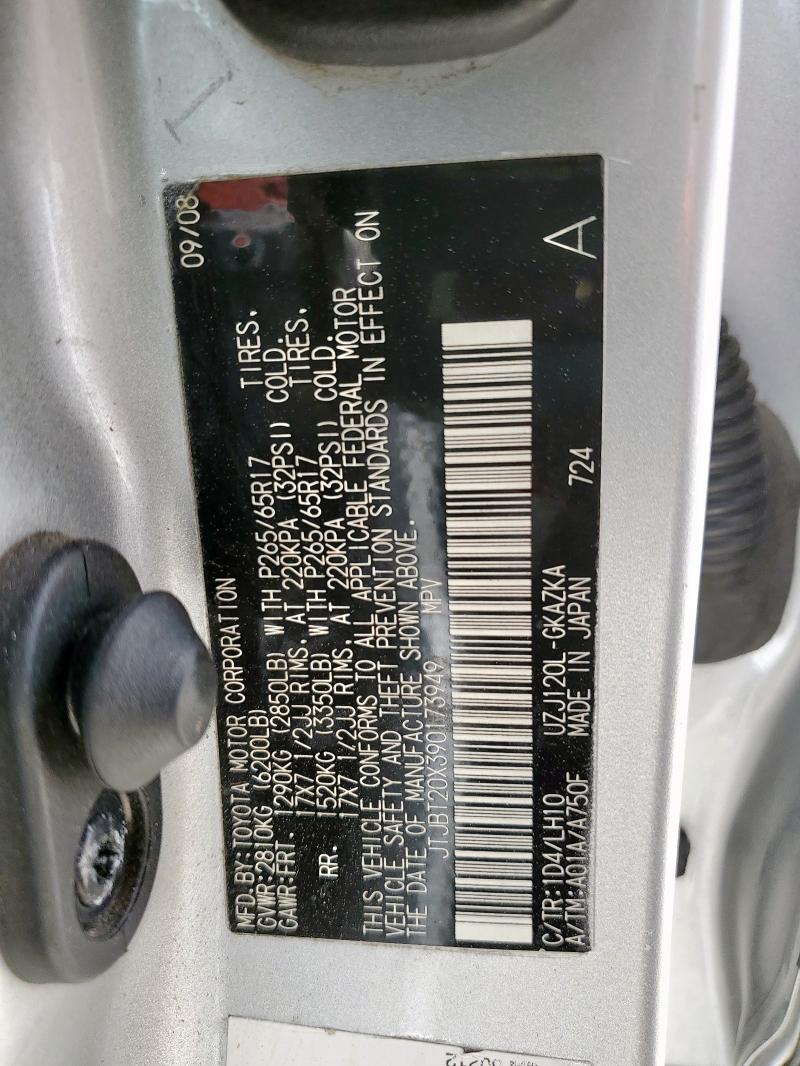 MFD.BY:TOYOTA MOTOR CORPORATION 09/08
GVWR:2810KG (6200LB)
GAWR:FRT. 1290KG (2850LB) WITH P265/65R17 TIRES.
17X7 1/2JJ RIMS. AT 220KPA (32PSI) COLD.
RR. 1520KG (3350LB) WITH P265/65R17 TIRES.
17X7 1/2JJ RIMS. AT 220KPA (32PSI) COLD.
THIS VEHICLE CONFORMS TO ALL APPLICABLE FEDERAL MOTOR
VEHICLE SAFETY AND THEFT PREVENTION STANDARDS IN EFFECT ON
THE DATE OF MANUFACTURE SHOWN ABOVE.
JTJBT20X390173949 MPV
C/TR:1D4/LH10 UZJ120L-GKAZKA 724 A
A/TM:A01A/A750F MADE IN JAPAN